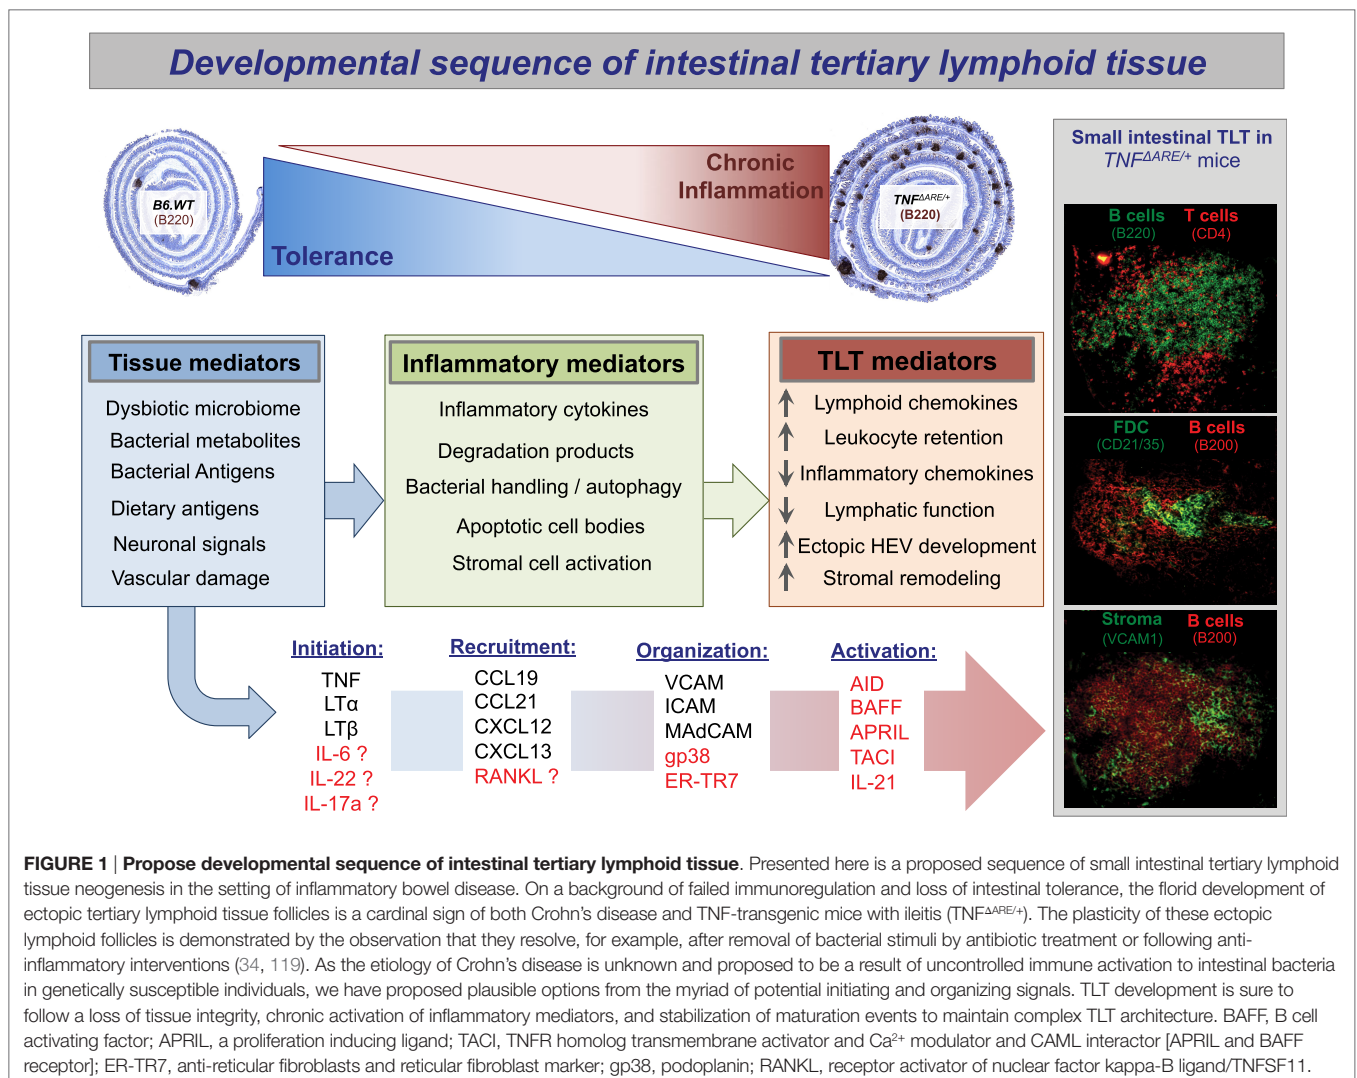 Developmental sequence of intestinal tertiary lymphoid tissue
B6.WT
(B220)
Chronic
Inflammation
Tolerance
TNFΔARE/+
(B220)
Small intestinal TLT in
TNFΔARE/+ mice
B cells
(B220)
T cells
(CD4)
FDC
(CD21/35)
B cells
(B200)
Stroma
(VCAM1)
B cells
(B200)
Tissue mediators
Dysbiotic microbiome
Bacterial metabolites
Bacterial Antigens
Dietary antigens
Neuronal signals
Vascular damage
Inflammatory mediators
Inflammatory cytokines
Degradation products
Bacterial handling / autophagy
Apoptotic cell bodies
Stromal cell activation
TLT mediators
Lymphoid chemokines
Leukocyte retention
Inflammatory chemokines
Lymphatic function
Ectopic HEV development
Stromal remodeling
Initiation:
TNF
LTα
LTβ
IL-6 ?
IL-22 ?
IL-17a ?
Recruitment:
CCL19
CCL21
CXCL12
CXCL13
RANKL ?
Organization:
VCAM
ICAM
MAdCAM
gp38
ER-TR7
Activation:
AID
BAFF
APRIL
TACI
IL-21
FIGURE 1 | Propose developmental sequence of intestinal tertiary lymphoid tissue. Presented here is a proposed sequence of small intestinal tertiary lymphoid
tissue neogenesis in the setting of inflammatory bowel disease. On a background of failed immunoregulation and loss of intestinal tolerance, the florid development of
ectopic tertiary lymphoid tissue follicles is a cardinal sign of both Crohn's disease and TNF-transgenic mice with ileitis (TNFΔARE/+). The plasticity of these ectopic
lymphoid follicles is demonstrated by the observation that they resolve, for example, after removal of bacterial stimuli by antibiotic treatment or following anti-
inflammatory interventions (34, 119). As the etiology of Crohn's disease is unknown and proposed to be a result of uncontrolled immune activation to intestinal bacteria
in genetically susceptible individuals, we have proposed plausible options from the myriad of potential initiating and organizing signals. TLT development is sure to
follow a loss of tissue integrity, chronic activation of inflammatory mediators, and stabilization of maturation events to maintain complex TLT architecture. BAFF, B cell
activating factor; APRIL, a proliferation inducing ligand; TACI, TNFR homolog transmembrane activator and Ca2+ modulator and CAML interactor [APRIL and BAFF
receptor]; ER-TR7, anti-reticular fibroblasts and reticular fibroblast marker; gp38, podoplanin; RANKL, receptor activator of nuclear factor kappa-B ligand/TNFSF11.